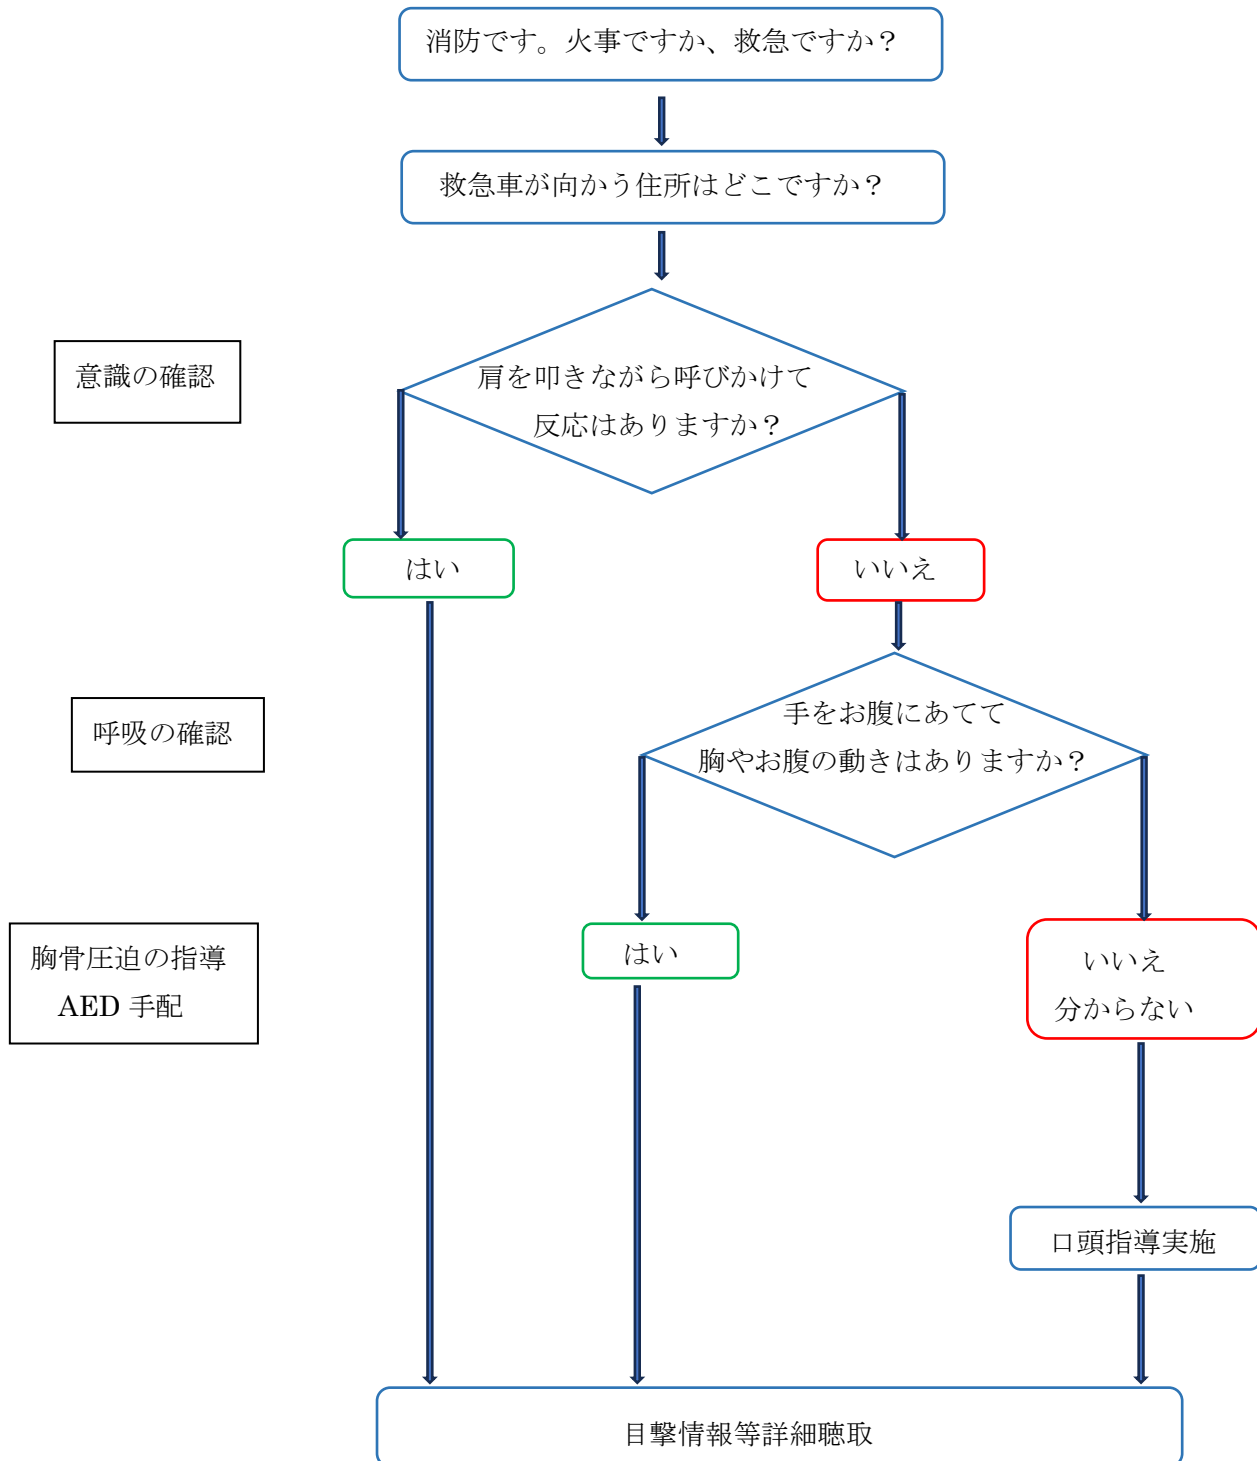 消防です。火事ですか、救急ですか？
救急車が向かう住所はどこですか？
意識の確認
肩を叩きながら呼びかけて
反応はありますか？
はい
いいえ
呼吸の確認
手をお腹にあてて
胸やお腹の動きはありますか？
胸骨圧迫の指導
AED 手配
はい
いいえ
分からない
口頭指導実施
目撃情報等詳細聴取